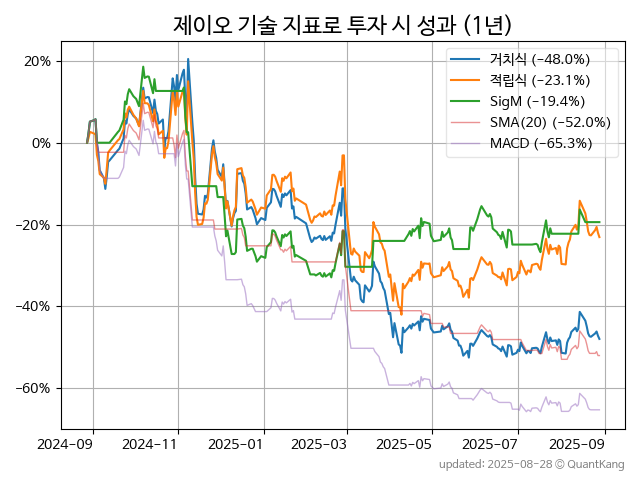 제이오 기술 지표로 투자 시 성과 (1년)
거치식 (−48.0%)
적립식 (−23.1%)
SigM (−19.4%)
SMA(20) (−52.0%)
MACD (−65.3%)
20%
0%
−20%
−40%
−60%
2024-09 2024-11 2025-01 2025-03 2025-05 2025-07 2025-09
updated: 2025-08-28 © QuantKang